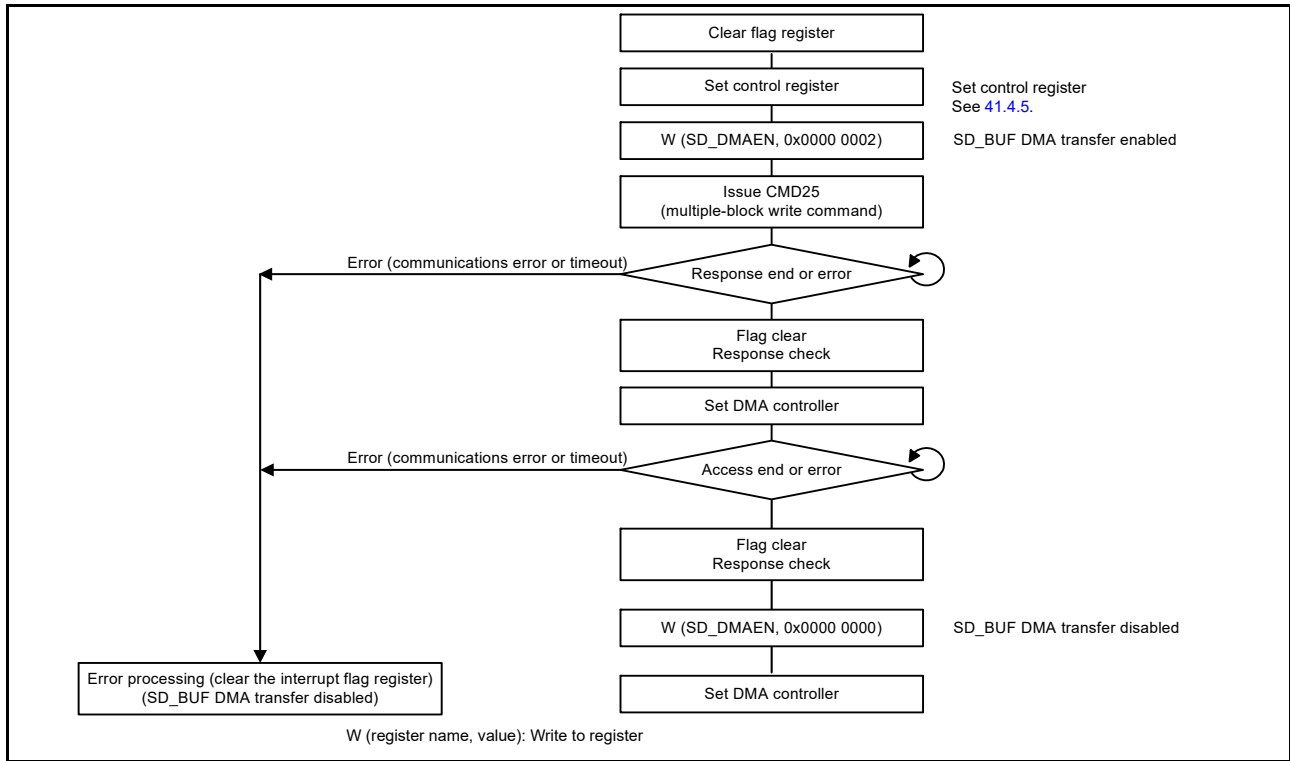 Clear flag register
Set control register
Set control register
See 41.4.5.
W (SD_DMAEN, 0x0000 0002)
SD_BUF DMA transfer enabled
Issue CMD25
(multiple-block write command)
Error (communications error or timeout)
Response end or error
Flag clear
Response check
Set DMA controller
Error (communications error or timeout)
Access end or error
Flag clear
Response check
W (SD_DMAEN, 0x0000 0000)
SD_BUF DMA transfer disabled
Error processing (clear the interrupt flag register)
(SD_BUF DMA transfer disabled)
Set DMA controller
W (register name, value): Write to register